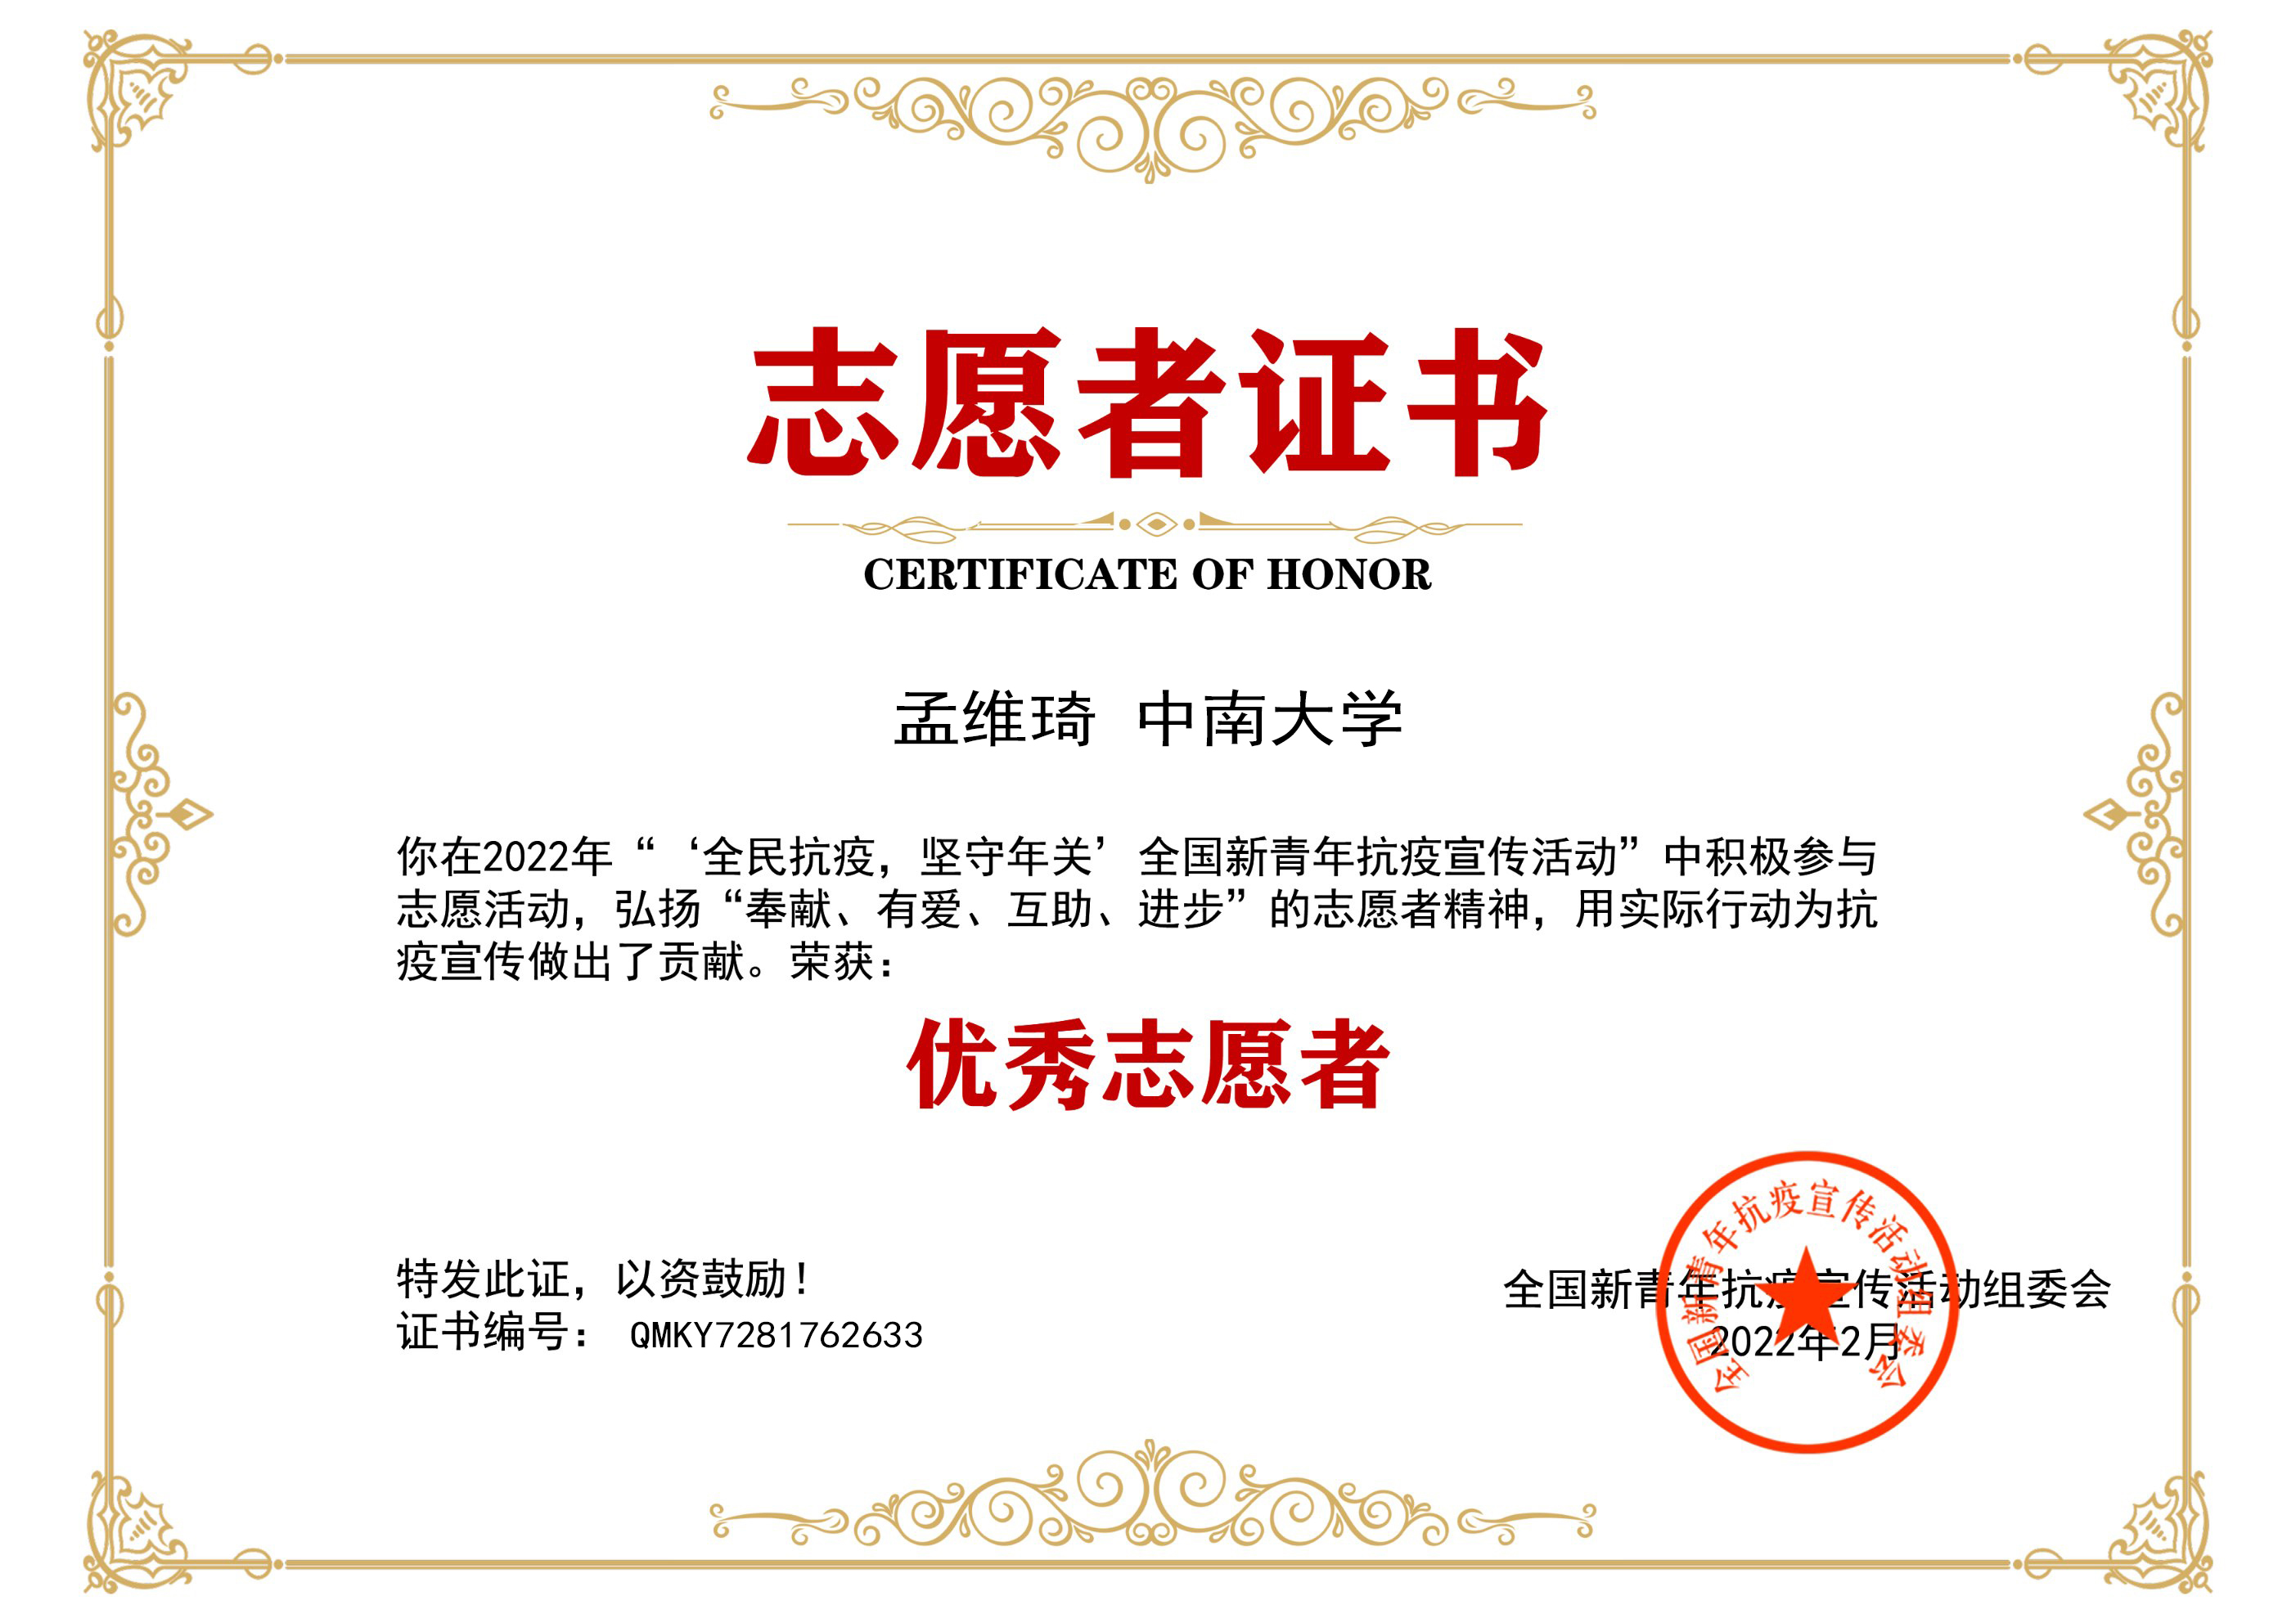 志愿者证书
CERTIFICATE OF HONOR
孟维琦 中南大学
你在2022年“‘全民抗疫，坚守年关’全国新青年抗疫宣传活动”中积极参与
志愿活动，弘扬“奉献、有爱、互助、进步”的志愿者精神，用实际行动为抗
疫宣传做出了贡献。荣获：
优秀志愿者
特发此证，以资鼓励！
证书编号： QMKY7281762633
全国新青年抗疫宣传活动组委会
2022年2月
全国新青年抗疫宣传活动组委会